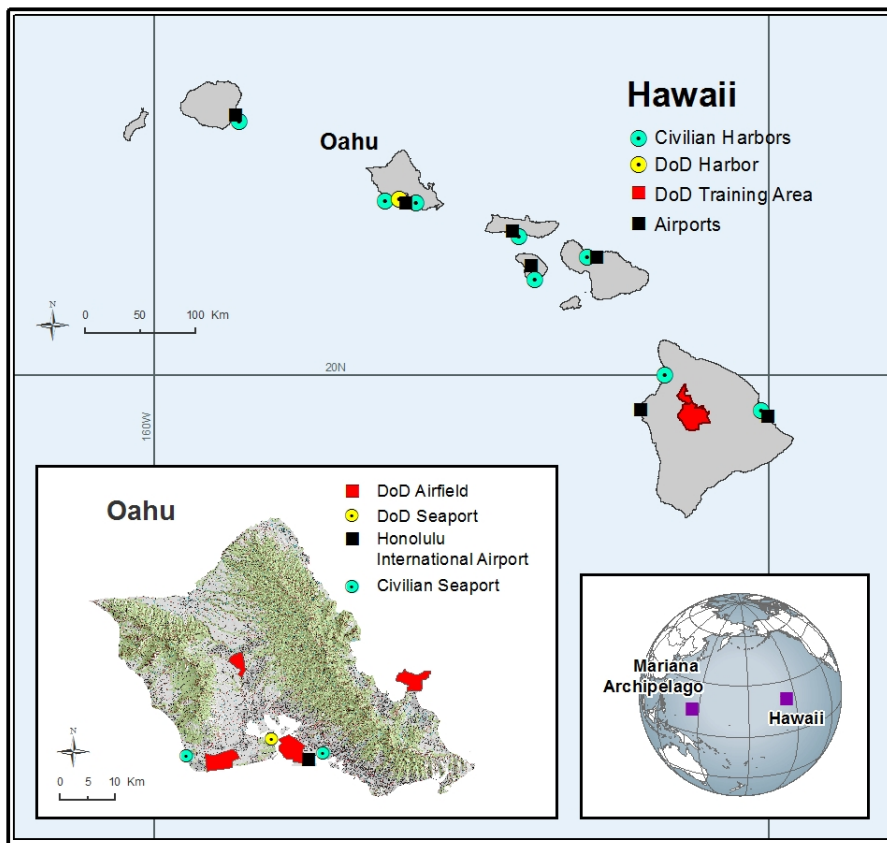 Hawaii
Oahu
Civilian Harbors
DoD Harbor
DoD Training Area
Airports
N
0 50 100 Km
20N
160W
Oahu
DoD Airfield
DoD Seaport
Honolulu
International Airport
Civilian Seaport
N
0 5 10 Km
Mariana
Archipelago
Hawaii